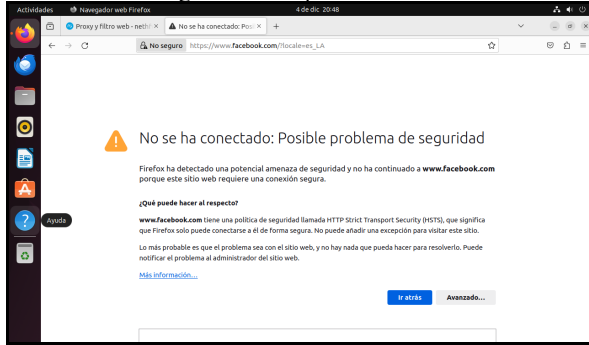 Actividades
Navegador web Firefox
4 de dic 20:48
Proxy y filtro web - nethf
No se ha conectado: Posi
No seguro
https://www.facebook.com/?locale=es_LA
No se ha conectado: Posible problema de seguridad
Firefox ha detectado una potencial amenaza de seguridad y no ha continuado a www.facebook.com
porque este sitio web requiere una conexión segura.
¿Qué puede hacer al respecto?
www.facebook.com tiene una política de seguridad llamada HTTP Strict Transport Security (HSTS), que significa
que Firefox solo puede conectarse a él de forma segura. No puede añadir una excepción para visitar este sitio.
Ayuda
Lo más probable es que el problema sea con el sitio web, y no hay nada que pueda hacer para resolverlo. Puede
notificar el problema al administrador del sitio web.
Más información...
Ir atrás
Avanzado...